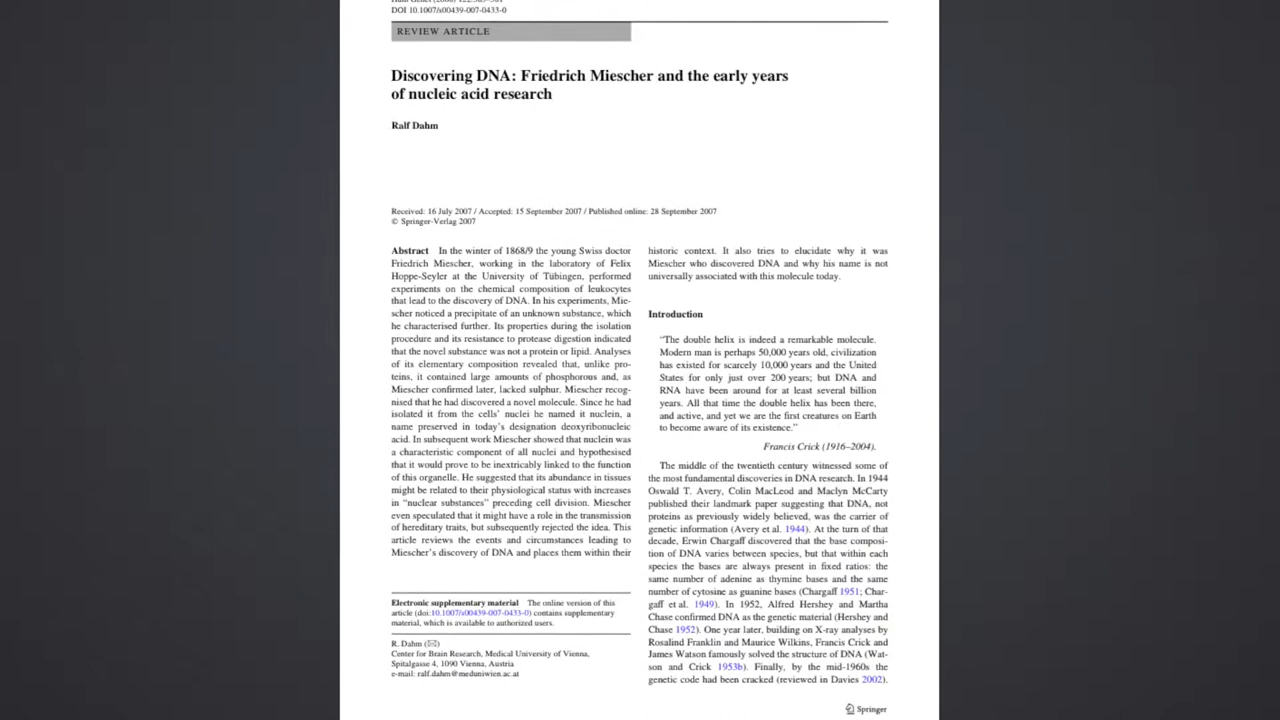 DOI 10.1007/s00439-007-0433-0
REVIEW ARTICLE
Discovering DNA: Friedrich Miescher and the early years
of nucleic acid research
Ralf Dahm
Received: 16 July 2007 / Accepted: 15 September 2007 / Published online: 28 September 2007
© Springer-Verlag 2007
Abstract In the winter of 1868/9 the young Swiss doctor
Friedrich Miescher, working in the laboratory of Felix
Hoppe-Seyler at the University of Tübingen, performed
experiments on the chemical composition of leukocytes
that lead to the discovery of DNA. In his experiments, Mie-
scher noticed a precipitate of an unknown substance, which
he characterised further. Its properties during the isolation
procedure and its resistance to protease digestion indicated
that the novel substance was not a protein or lipid. Analyses
of its elementary composition revealed that, unlike pro-
teins, it contained large amounts of phosphorous and, as
Miescher confirmed later, lacked sulphur. Miescher recog-
nised that he had discovered a novel molecule. Since he had
isolated it from the cells' nuclei he named it nuclein, a
name preserved in today's designation deoxyribonucleic
acid. In subsequent work Miescher showed that nuclein was
a characteristic component of all nuclei and hypothesised
that it would prove to be inextricably linked to the function
of this organelle. He suggested that its abundance in tissues
might be related to their physiological status with increases
in "nuclear substances" preceding cell division. Miescher
even speculated that it might have a role in the transmission
of hereditary traits, but subsequently rejected the idea. This
article reviews the events and circumstances leading to
Miescher's discovery of DNA and places them within their
historic context. It also tries to elucidate why it was
Miescher who discovered DNA and why his name is not
universally associated with this molecule today.
Introduction
"The double helix is indeed a remarkable molecule.
Modern man is perhaps 50,000 years old, civilization
has existed for scarcely 10,000 years and the United
States for only just over 200 years; but DNA and
RNA have been around for at least several billion
years. All that time the double helix has been there,
and active, and yet we are the first creatures on Earth
to become aware of its existence."
Francis Crick (1916–2004).
The middle of the twentieth century witnessed some of
the most fundamental discoveries in DNA research. In 1944
Oswald T. Avery, Colin MacLeod and Maclyn McCarty
published their landmark paper suggesting that DNA, not
proteins as previously widely believed, was the carrier of
genetic information (Avery et al. 1944). At the turn of that
decade, Erwin Chargaff discovered that the base composi-
tion of DNA varies between species, but that within each
species the bases are always present in fixed ratios: the
same number of adenine as thymine bases and the same
number of cytosine as guanine bases (Chargaff 1951; Char-
gaff et al. 1949). In 1952, Alfred Hershey and Martha
Chase confirmed DNA as the genetic material (Hershey and
Chase 1952). One year later, building on X-ray analyses by
Rosalind Franklin and Maurice Wilkins, Francis Crick and
James Watson famously solved the structure of DNA (Wat-
son and Crick 1953b). Finally, by the mid-1960s the
genetic code had been cracked (reviewed in Davies 2002).
Electronic supplementary material The online version of this
article (doi:10.1007/s00439-007-0433-0) contains supplementary
material, which is available to authorized users.
R. Dahm (✉)
Center for Brain Research, Medical University of Vienna,
Spitalgasse 4, 1090 Vienna, Austria
e-mail: ralf.dahm@meduniwien.ac.at
Springer